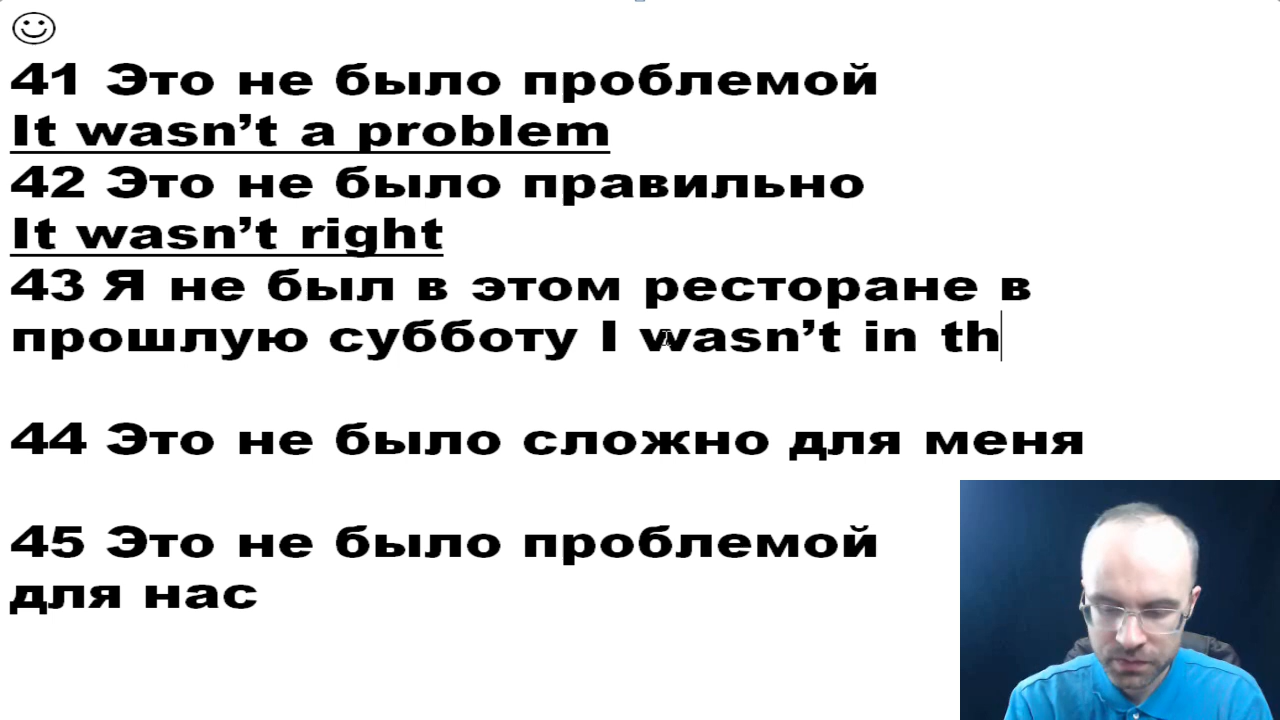 41 Это не было проблемой
It wasn’t a problem
42 Это не было правильно
It wasn’t right
43 Я не был в этом ресторане в
прошлую субботу I wasn’t in th
44 Это не было сложно для меня
45 Это не было проблемой
для нас